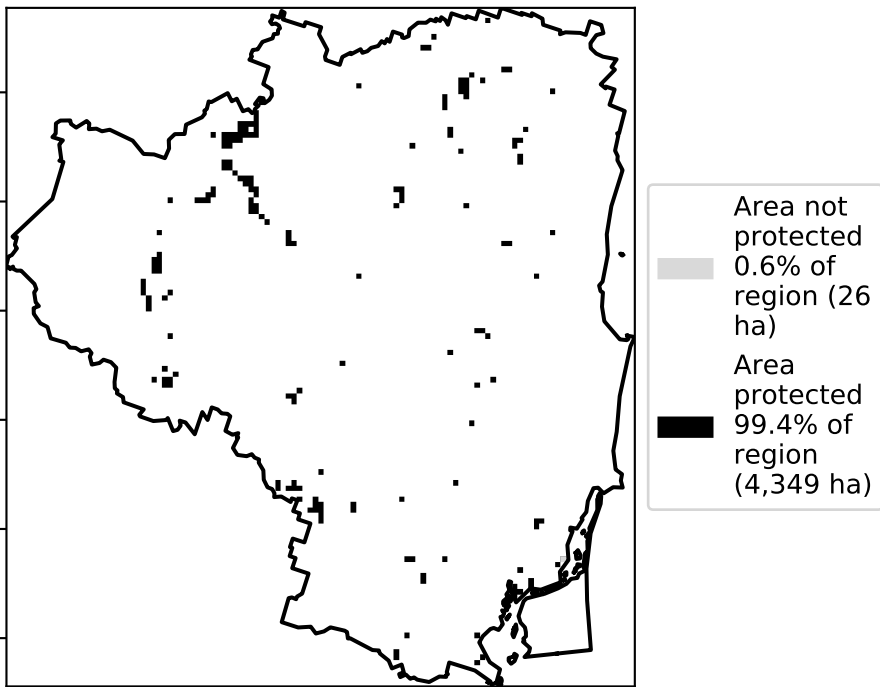 Area not
protected
0.6% of
region (26
ha)
Area
protected
99.4% of
region
(4,349 ha)